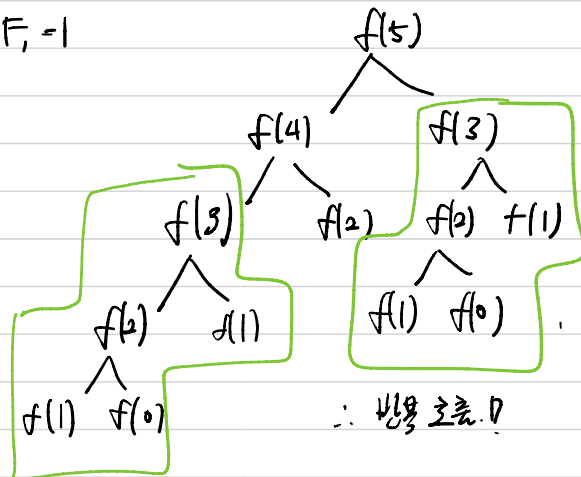 F₁ = 1
f(5)
f(4) f(3)
f(3) f(2) f(2) f(1)
f(2) f(1) f(1) f(0)
f(1) f(0)
∴ 반복 호출!